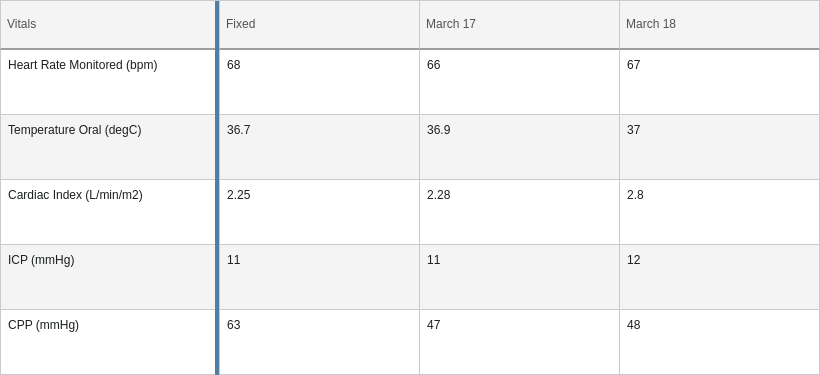 Vitals Fixed March 17 March 18
Heart Rate Monitored (bpm) 68 66 67
Temperature Oral (degC) 36.7 36.9 37
Cardiac Index (L/min/m2) 2.25 2.28 2.8
ICP (mmHg) 11 11 12
CPP (mmHg) 63 47 48